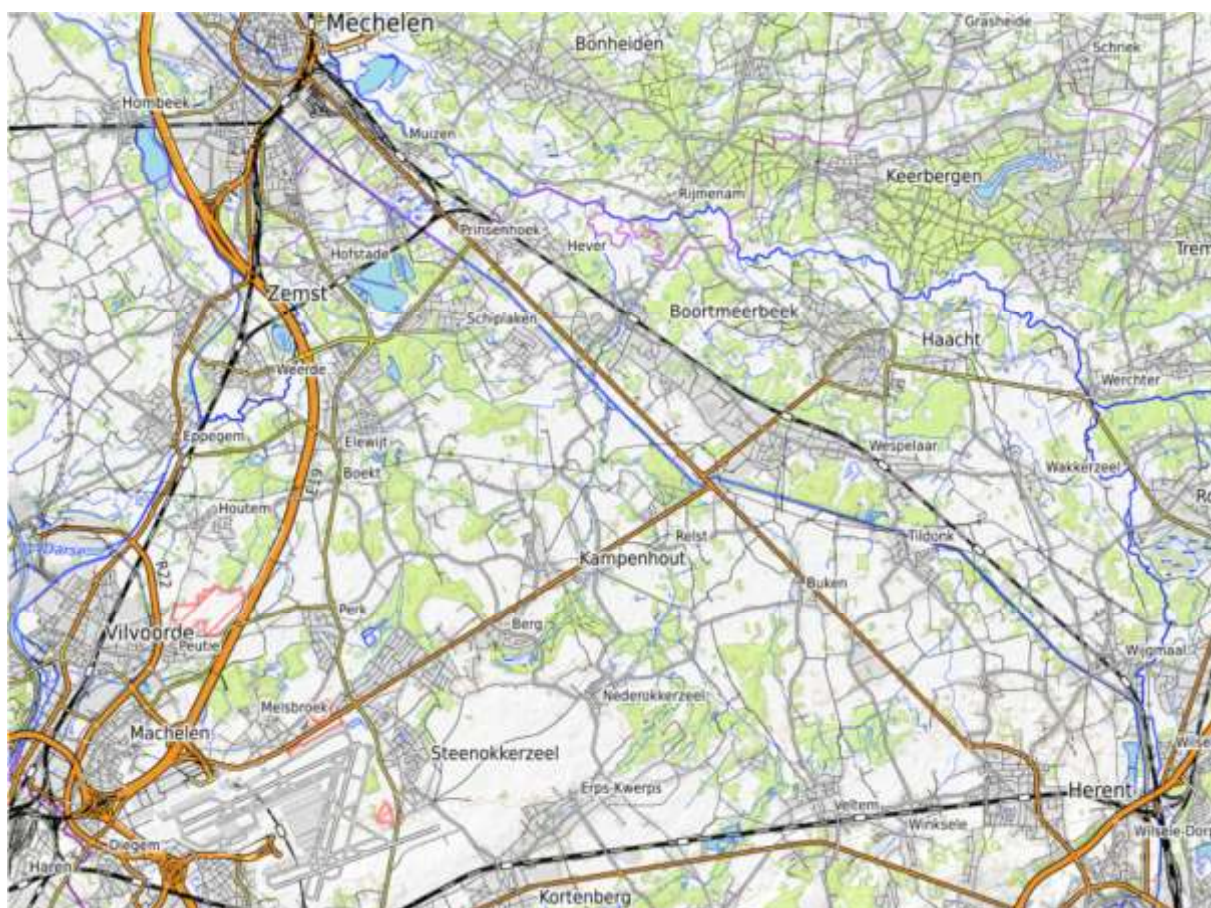 Mechelen
Grasheide
Bonheiden
Schriek
Hombeek
Muizen
Keerbergen
Rijmenam
Prinsenhoek
Hever
Hofstade
Zemst
Boortmeerbeek
Schiplaken
Haacht
Weerde
Werchter
Eppegem
Elewijt
Wespelaar
Boekt
Wakkerzeel
E19
Houtem
Tildonk
Relst
Kampenhout
R22
Buken
Perk
Berg
Vilvoorde
Peutie
Wijgmaal
Nederokkerzeel
Melsbroek
Machelen
Steenokkerzeel
Erps-Kwerps
Herent
Veltem
Winksele
Diegem
Haren
Kortenberg